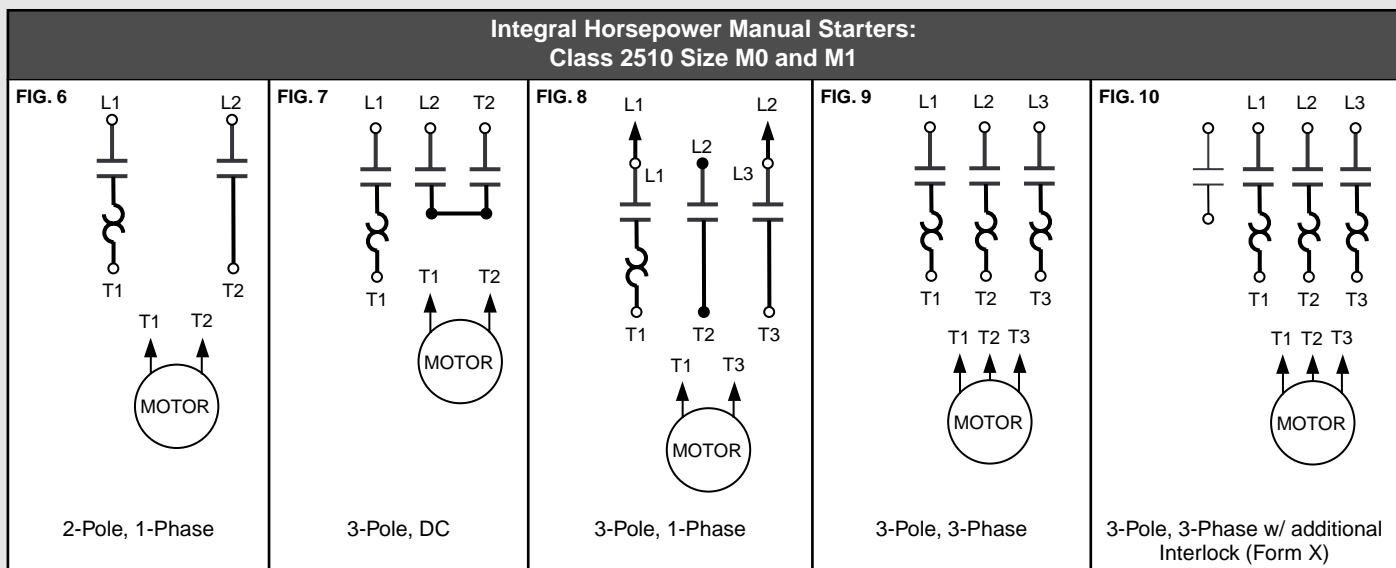 Integral Horsepower Manual Starters:
Class 2510 Size M0 and M1
FIG. 6
L1 L2
T1 T2
T1 T2
MOTOR
2-Pole, 1-Phase
FIG. 7
L1 L2 T2
T1
T1 T2
MOTOR
3-Pole, DC
FIG. 8
L1 L2
L1 L2 L3
T1 T2 T3
T1 T3
MOTOR
3-Pole, 1-Phase
FIG. 9
L1 L2 L3
T1 T2 T3
T1 T2 T3
MOTOR
3-Pole, 3-Phase
FIG. 10
L1 L2 L3
T1 T2 T3
T1 T2 T3
MOTOR
3-Pole, 3-Phase w/ additional
Interlock (Form X)